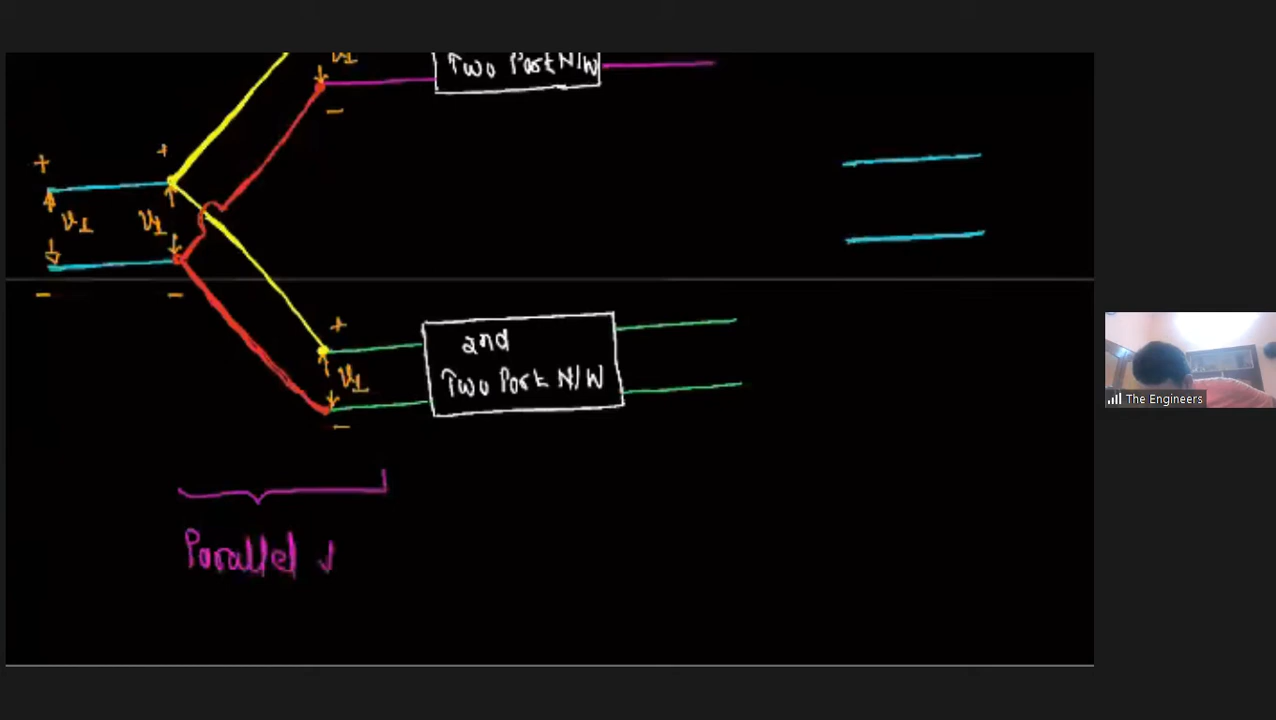 V1
Two Port N/W
+
+
V1
V1
-
-
-
+
2nd
V1
Two Port N/W
-
Parallel ✓
The Engineers